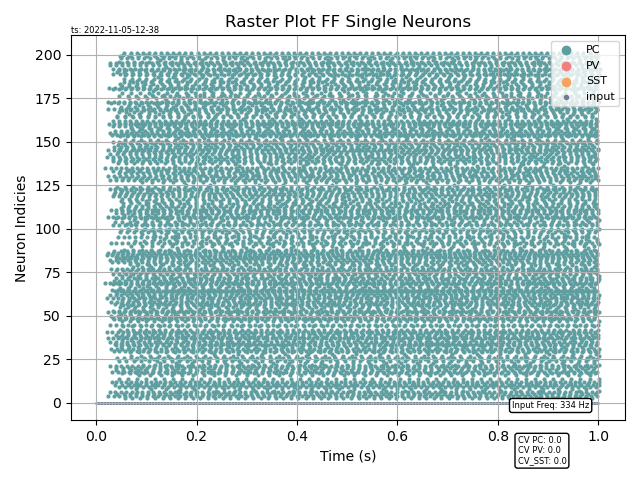 Raster Plot FF Single Neurons
ts: 2022-11-05-12-38
PC
PV
SST
input
Neuron Indicies
200
175
150
125
100
75
50
25
0
Input Freq: 334 Hz
0.0 0.2 0.4 0.6 0.8 1.0
Time (s)
CV PC: 0.0
CV PV: 0.0
CV_SST: 0.0